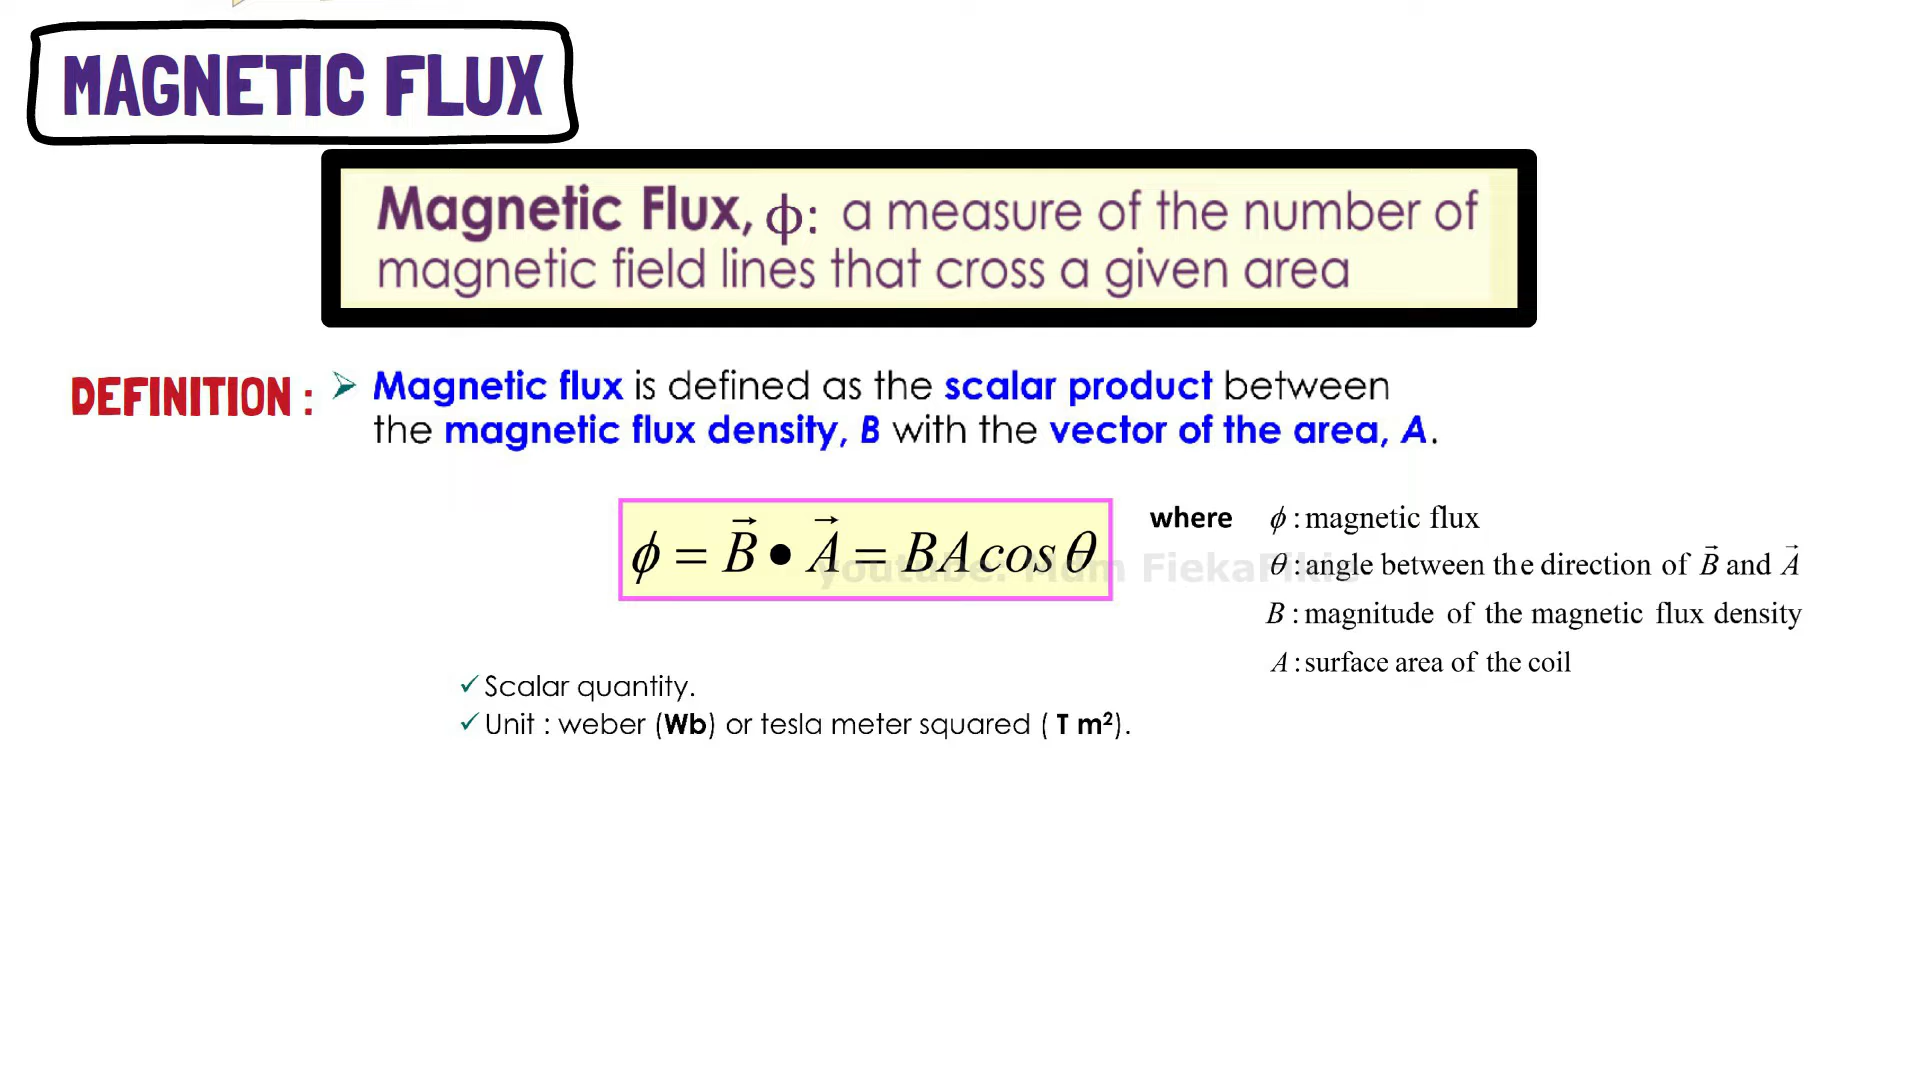 MAGNETIC FLUX
Magnetic Flux, ϕ: a measure of the number of
magnetic field lines that cross a given area
DEFINITION :
➢ Magnetic flux is defined as the scalar product between
the magnetic flux density, B with the vector of the area, A.
ϕ = B⃗ • A⃗ = BA cos θ
where ϕ : magnetic flux
θ : angle between the direction of B⃗ and A⃗
B : magnitude of the magnetic flux density
A : surface area of the coil
youtube: Mdm FiekaFikie
✓ Scalar quantity.
✓ Unit : weber (Wb) or tesla meter squared ( T m²).